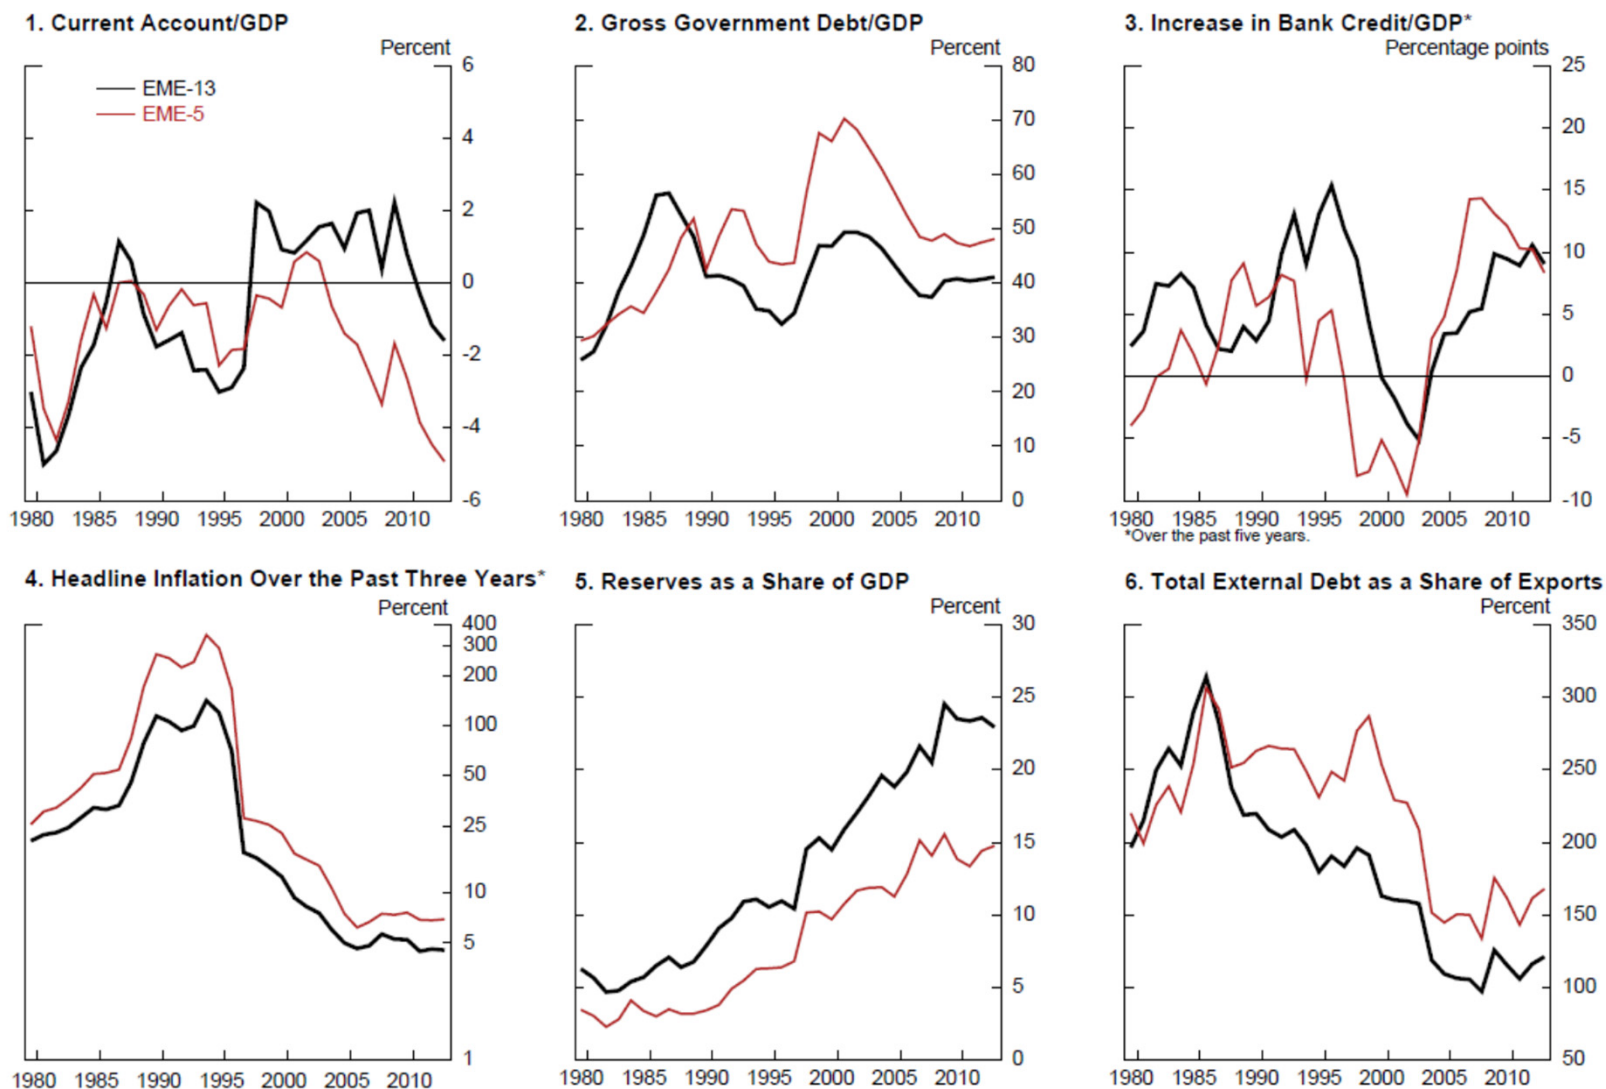 1. Current Account/GDP
Percent
EME-13
EME-5
6
4
2
0
-2
-4
-6
1980 1985 1990 1995 2000 2005 2010
2. Gross Government Debt/GDP
Percent
80
70
60
50
40
30
20
10
0
1980 1985 1990 1995 2000 2005 2010
3. Increase in Bank Credit/GDP*
Percentage points
25
20
15
10
5
0
-5
-10
1980 1985 1990 1995 2000 2005 2010
*Over the past five years.
4. Headline Inflation Over the Past Three Years*
Percent
400
300
200
100
50
25
10
5
1
1980 1985 1990 1995 2000 2005 2010
5. Reserves as a Share of GDP
Percent
30
25
20
15
10
5
0
1980 1985 1990 1995 2000 2005 2010
6. Total External Debt as a Share of Exports
Percent
350
300
250
200
150
100
50
1980 1985 1990 1995 2000 2005 2010